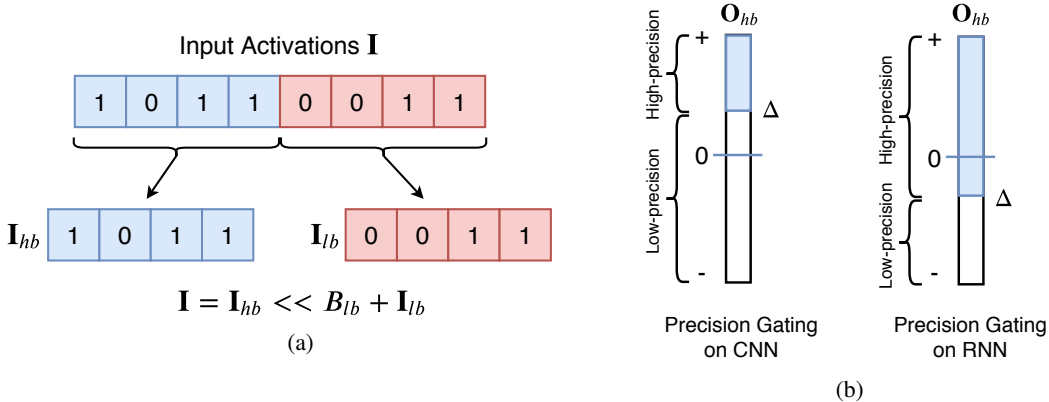 Input Activations I
1 0 1 1 0 0 1 1
I_hb 1 0 1 1
I_lb 0 0 1 1
I = I_hb << B_lb + I_lb
(a)
O_hb
+
High-precision
Δ
0
Low-precision
-
Precision Gating
on CNN
O_hb
+
High-precision
0
Δ
Low-precision
-
Precision Gating
on RNN
(b)